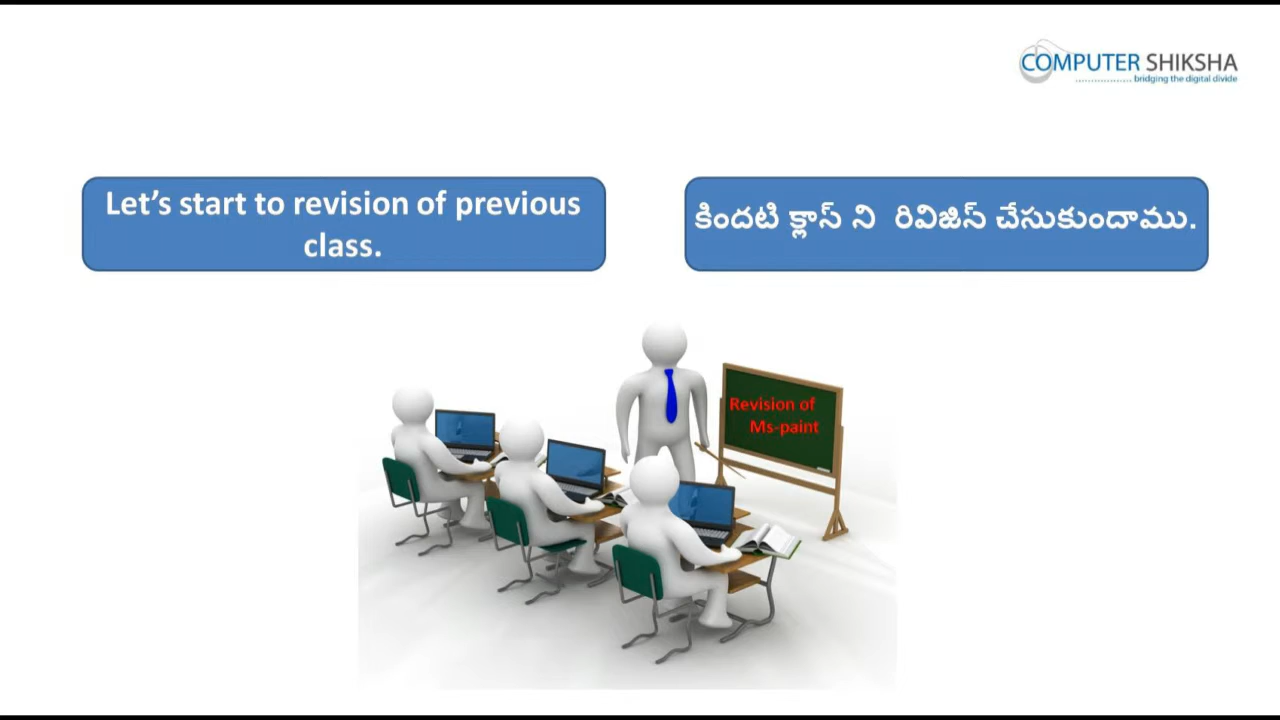 COMPUTER SHIKSHA
bridging the digital divide
Let's start to revision of previous
class.
కిందటి క్లాస్ ని రివిజిస్ చేసుకుందాము.
Revision of
Ms-paint